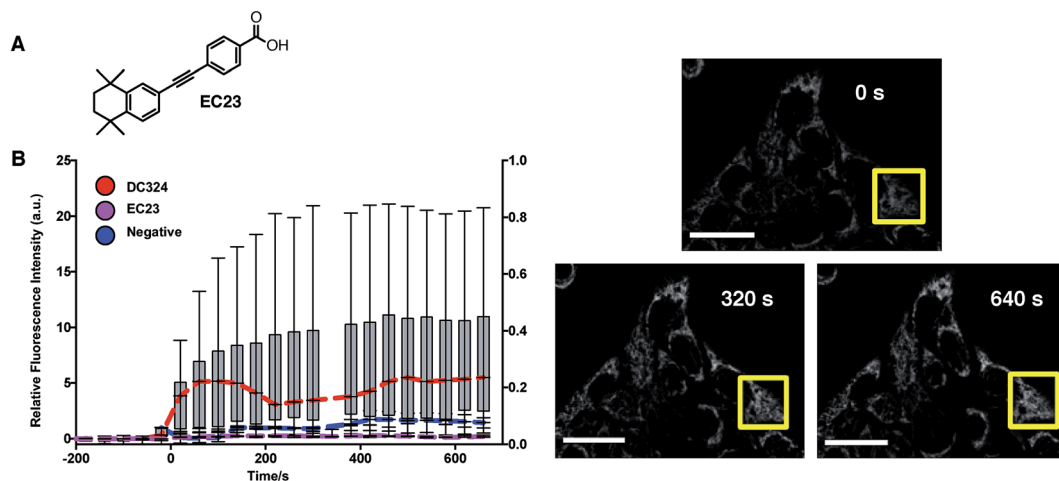 A
O
OH
EC23
B
DC324
EC23
Negative
Relative Fluorescence Intensity (a.u.)
25
20
15
10
5
0
1.0
0.8
0.6
0.4
0.2
0.0
-200
0
200
400
600
Time/s
0 s
320 s
640 s